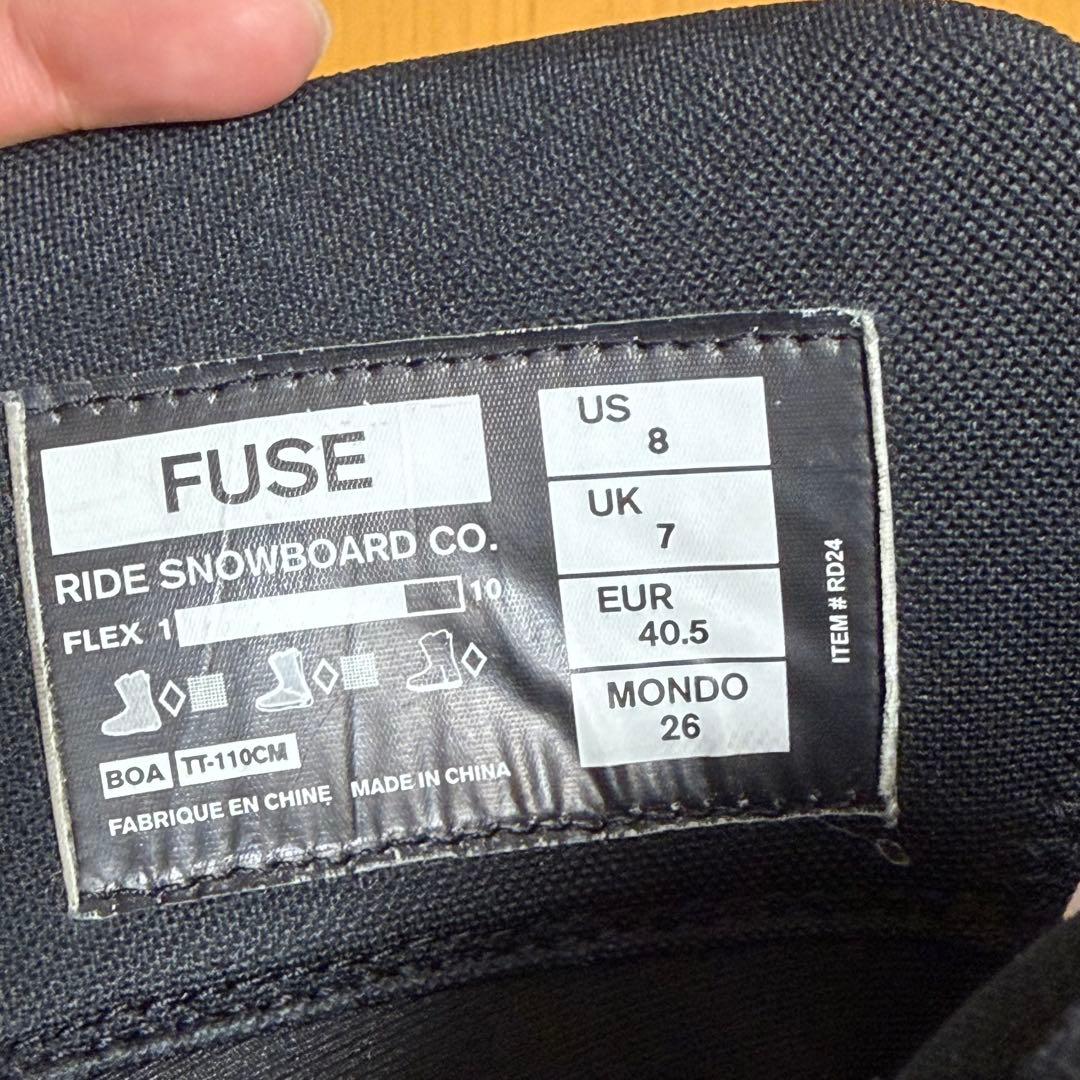 FUSE
RIDE SNOWBOARD CO.
FLEX 1 10
BOA TT-110CM
FABRIQUE EN CHINE MADE IN CHINA
US
8
UK
7
EUR
40.5
MONDO
26
ITEM# RD24